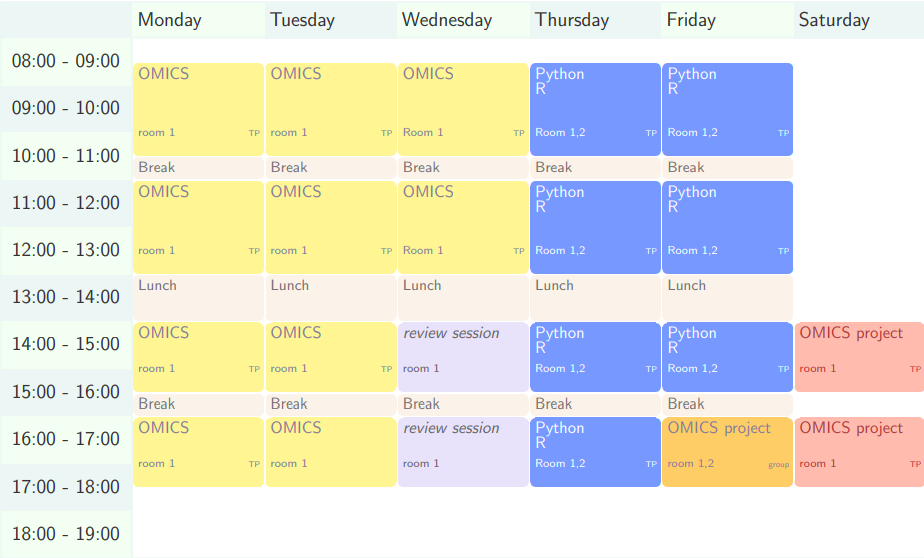 Monday Tuesday Wednesday Thursday Friday Saturday
08:00 - 09:00
OMICS OMICS OMICS Python Python
R R
09:00 - 10:00
room 1 TP room 1 TP Room 1 TP Room 1,2 TP Room 1,2 TP
10:00 - 11:00
Break Break Break Break Break
OMICS OMICS OMICS Python Python
11:00 - 12:00
R R
12:00 - 13:00
room 1 TP room 1 TP Room 1 TP Room 1,2 TP Room 1,2 TP
Lunch Lunch Lunch Lunch Lunch
13:00 - 14:00
OMICS OMICS review session Python Python OMICS project
14:00 - 15:00
R R
room 1 TP room 1 TP room 1 Room 1,2 TP Room 1,2 TP room 1 TP
15:00 - 16:00
Break Break Break Break Break
OMICS OMICS review session Python OMICS project OMICS project
16:00 - 17:00
R
room 1 TP room 1 room 1 Room 1,2 TP room 1,2 group room 1 TP
17:00 - 18:00
18:00 - 19:00